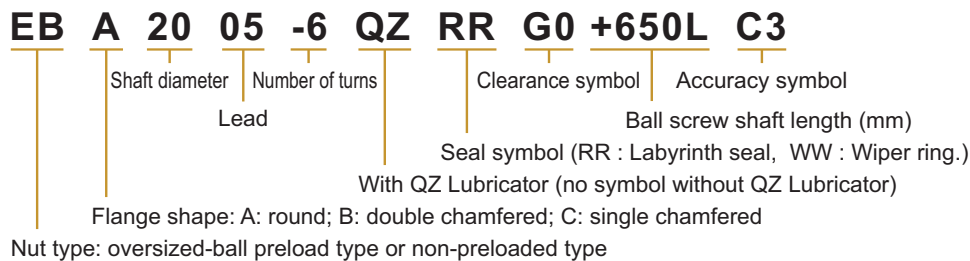 EB A 20 05 -6 QZ RR G0 +650L C3
Shaft diameter Number of turns Clearance symbol Accuracy symbol
Lead Ball screw shaft length (mm)
Seal symbol (RR : Labyrinth seal, WW : Wiper ring.)
With QZ Lubricator (no symbol without QZ Lubricator)
Flange shape: A: round; B: double chamfered; C: single chamfered
Nut type: oversized-ball preload type or non-preloaded type